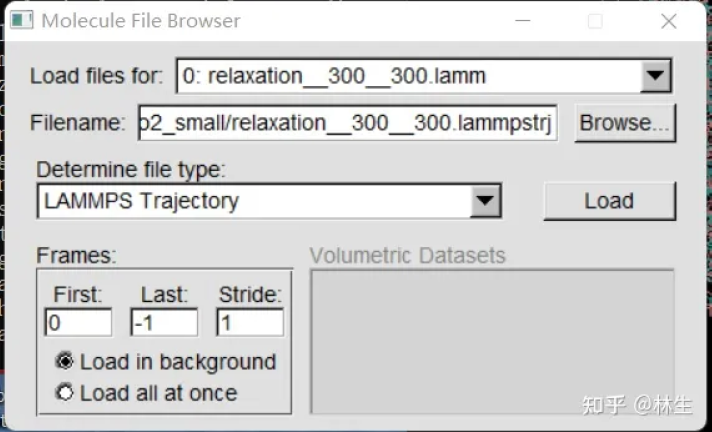 Molecule File Browser
Load files for: 0: relaxation__300__300.lamm
Filename: o2_small/relaxation__300__300.lammpstrj Browse...
Determine file type:
LAMMPS Trajectory Load
Frames: Volumetric Datasets
First: Last: Stride:
0 -1 1
Load in background
Load all at once
知乎 @林生